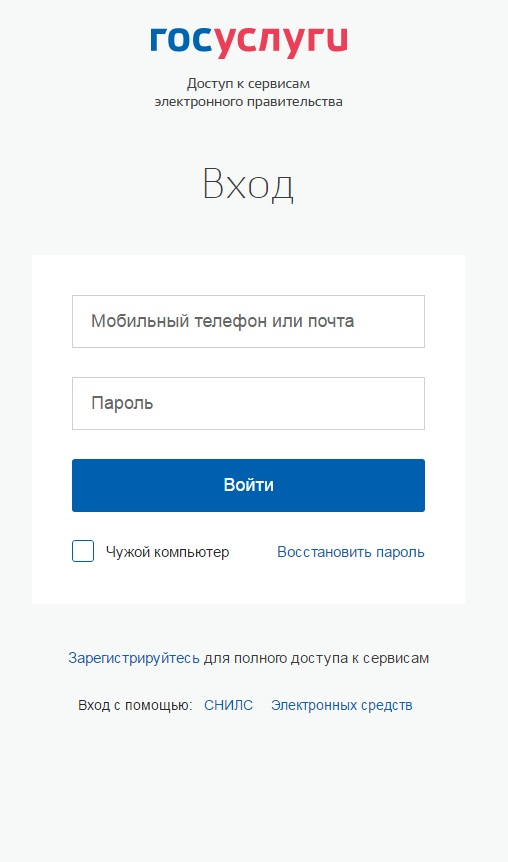 госуслуги
Доступ к сервисам
электронного правительства
Вход
Мобильный телефон или почта
Пароль
Войти
Чужой компьютер Восстановить пароль
Зарегистрируйтесь для полного доступа к сервисам
Вход с помощью: СНИЛС Электронных средств